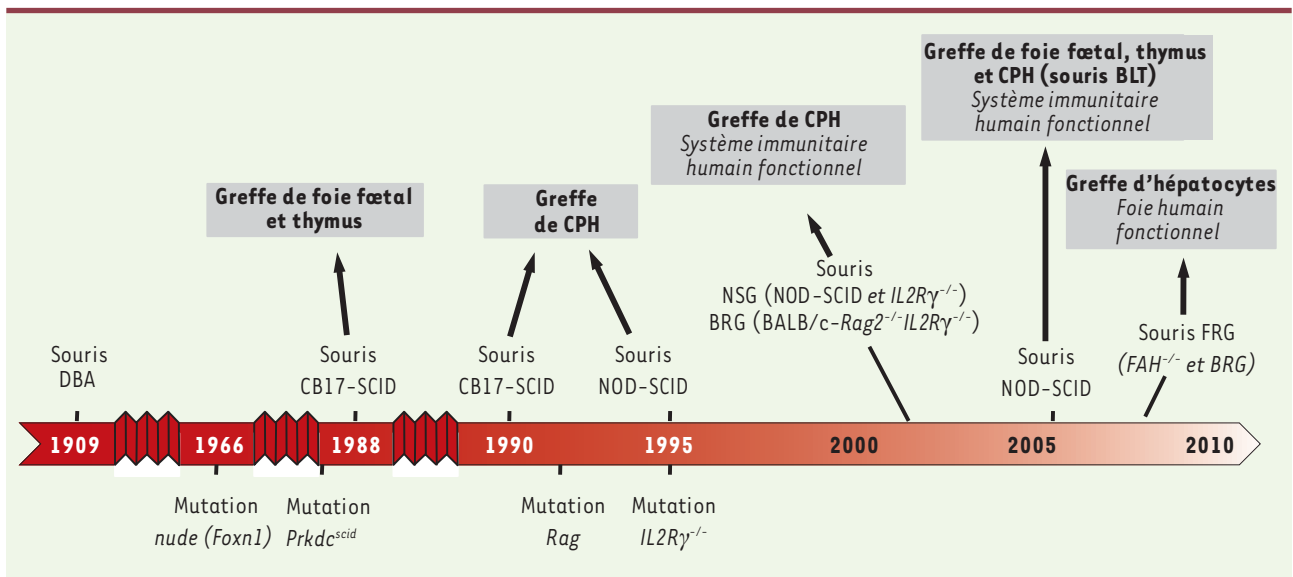 Greffe de foie fœtal, thymus
et CPH (souris BLT)
Système immunitaire
humain fonctionnel
Greffe de CPH
Système immunitaire
humain fonctionnel
Greffe d'hépatocytes
Foie humain
fonctionnel
Greffe de foie fœtal
et thymus
Greffe
de CPH
Souris
NSG (NOD-SCID et IL2Rγ-/-)
BRG (BALB/c-Rag2-/-IL2Rγ-/-)
Souris
DBA
Souris
CB17-SCID
Souris
CB17-SCID
Souris
NOD-SCID
Souris
NOD-SCID
Souris FRG
(FAH-/- et BRG)
1909 1966 1988 1990 1995 2000 2005 2010
Mutation
nude (Foxn1)
Mutation
Prkdcscid
Mutation
Rag
Mutation
IL2Rγ-/-